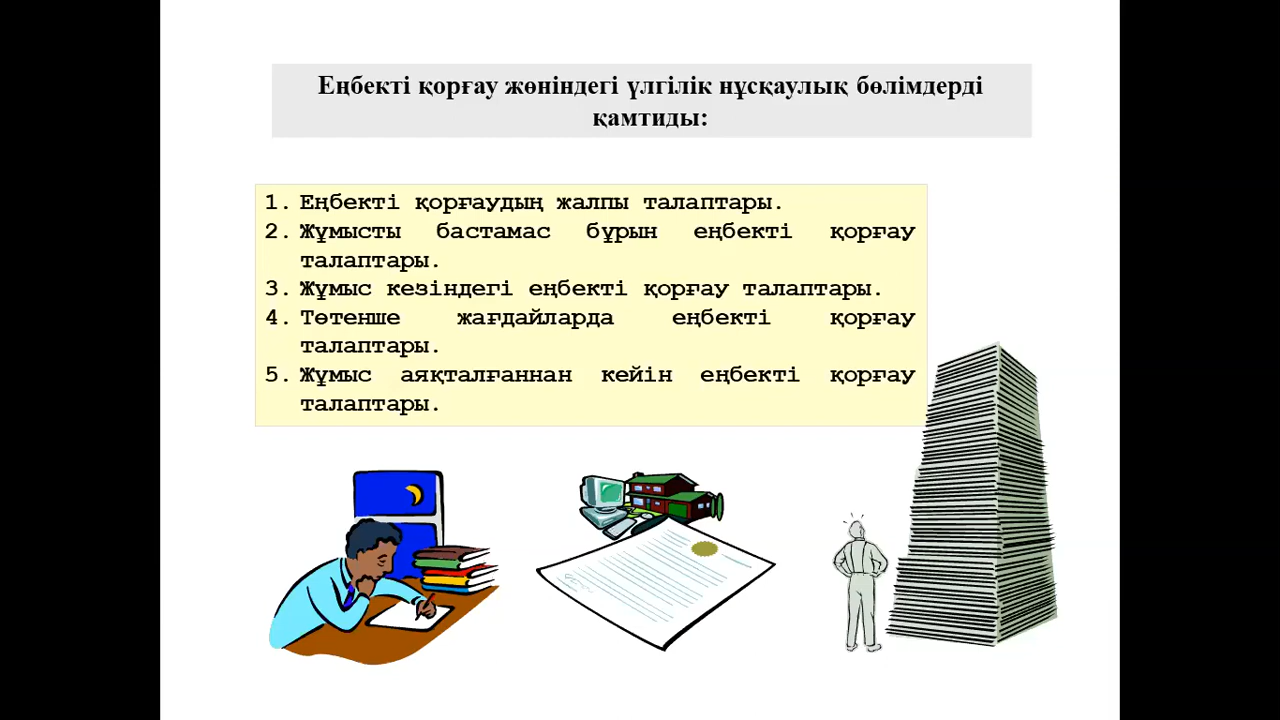 Еңбекті қорғау жөніндегі үлгілік нұсқаулық бөлімдерді
қамтиды:
1. Еңбекті қорғаудың жалпы талаптары.
2. Жұмысты бастамас бұрын еңбекті қорғау
талаптары.
3. Жұмыс кезіндегі еңбекті қорғау талаптары.
4. Төтенше жағдайларда еңбекті қорғау
талаптары.
5. Жұмыс аяқталғаннан кейін еңбекті қорғау
талаптары.